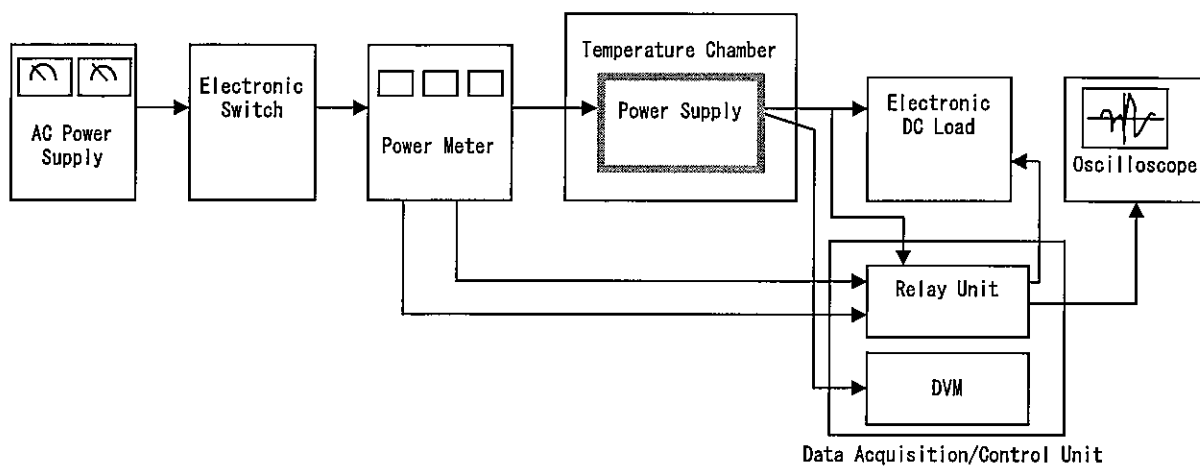 AC Power
Supply
Electronic
Switch
Power Meter
Temperature Chamber
Power Supply
Electronic
DC Load
Oscilloscope
Relay Unit
DVM
Data Acquisition/Control Unit